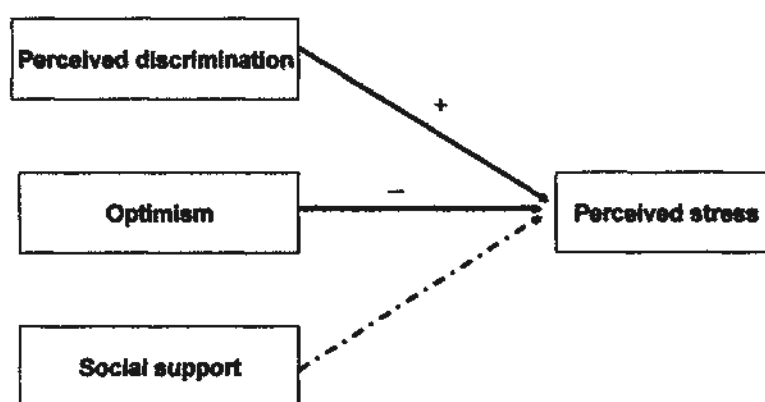 Perceived discrimination
+
−
Optimism
Perceived stress
Social support